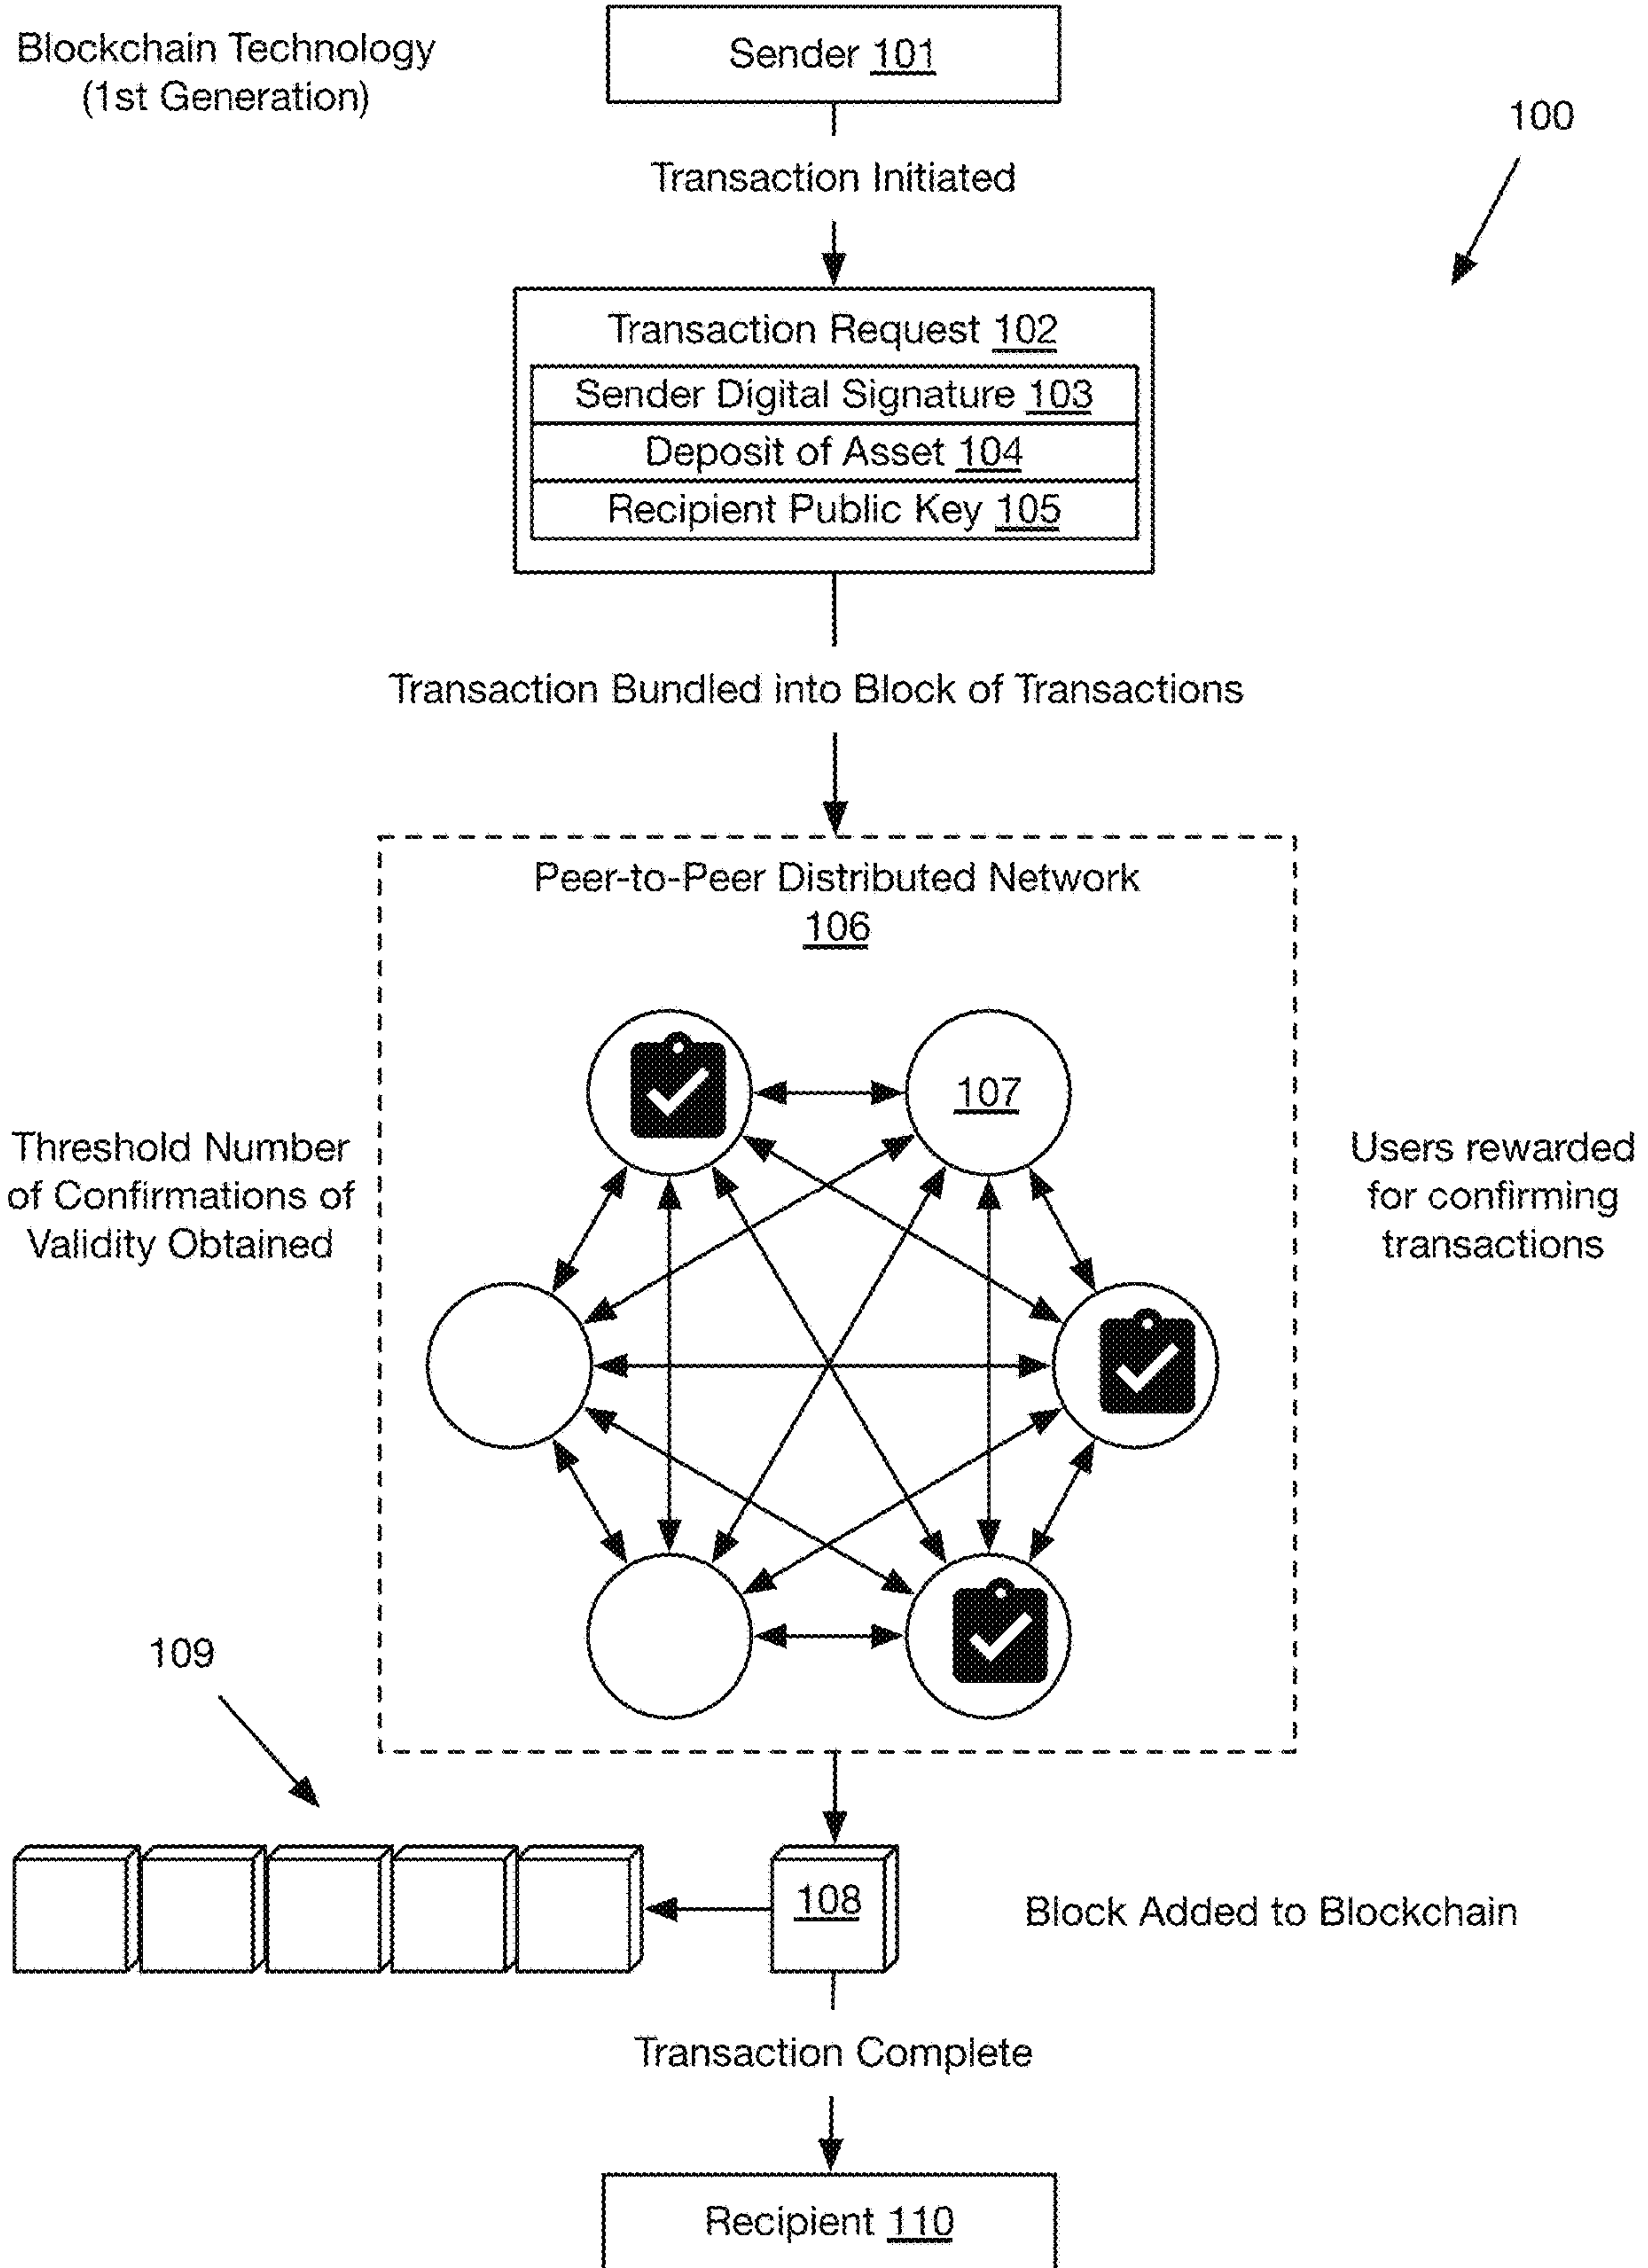 Blockchain Technology
(1st Generation)
Sender 101
100
Transaction Initiated
Transaction Request 102
Sender Digital Signature 103
Deposit of Asset 104
Recipient Public Key 105
Transaction Bundled into Block of Transactions
Peer-to-Peer Distributed Network
106
107
Threshold Number
of Confirmations of
Validity Obtained
Users rewarded
for confirming
transactions
109
108
Block Added to Blockchain
Transaction Complete
Recipient 110